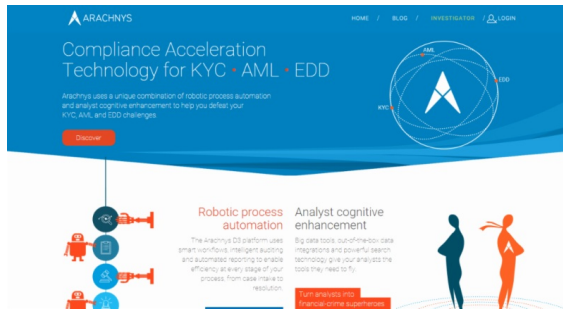 ARACHNYS
HOME / BLOG / INVESTIGATOR / LOGIN
Compliance Acceleration
Technology for KYC • AML • EDD
Arachnys uses a unique combination of robotic process automation
and analyst cognitive enhancement to help you defeat your
KYC, AML and EDD challenges
Discover
AML
EDD
KYC
Robotic process
automation
The Arachnys D3 platform uses
smart workflows, intelligent auditing
and automated reporting to enable
efficiency at every stage of your
process. From case intake to
resolution.
Analyst cognitive
enhancement
Big data tools, out-of-the-box data
integrations and powerful search
technology give your analysts the
tools they need to fly.
Turn analysts into
financial-crime superheroes